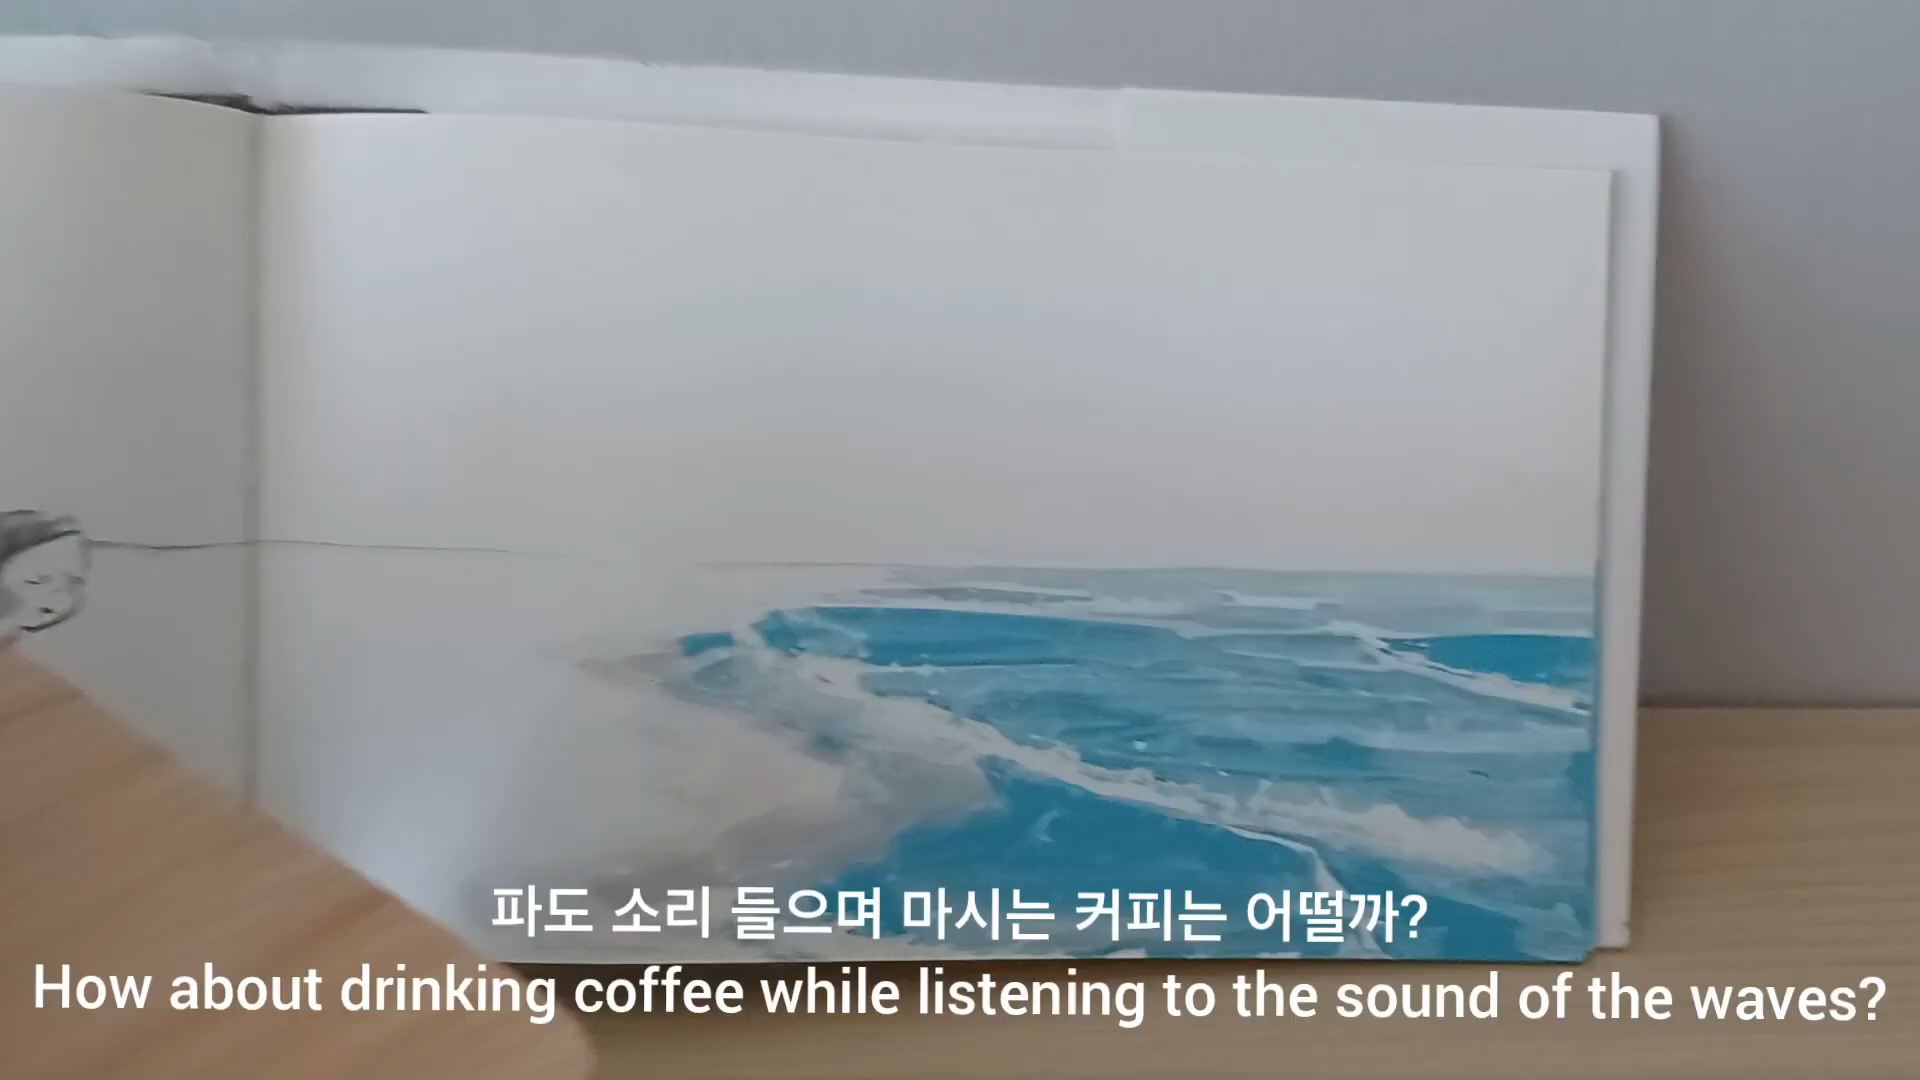 파도 소리 들으며 마시는 커피는 어떨까?
How about drinking coffee while listening to the sound of the waves?